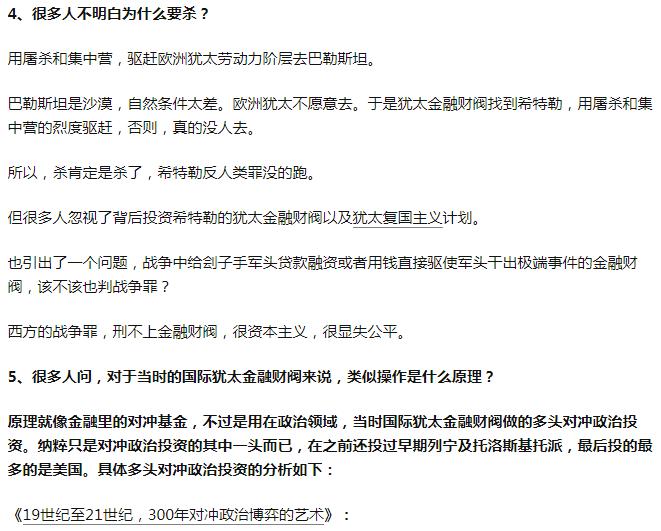 4、很多人不明白为什么要杀？
用屠杀和集中营，驱赶欧洲犹太劳动力阶层去巴勒斯坦。
巴勒斯坦是沙漠，自然条件太差。欧洲犹太不愿意去。于是犹太金融财阀找到希特勒，用屠杀和集
中营的烈度驱赶，否则，真的没人去。
所以，杀肯定是杀了，希特勒反人类罪没的跑。
但很多人忽视了背后投资希特勒的犹太金融财阀以及犹太复国主义计划。
也引出了一个问题，战争中给刽子手军头贷款融资或者用钱直接驱使军头干出极端事件的金融财
阀，该不该也判战争罪？
西方的战争罪，刑不上金融财阀，很资本主义，很显失公平。
5、很多人问，对于当时的国际犹太金融财阀来说，类似操作是什么原理？
原理就像金融里的对冲基金，不过是用在政治领域，当时国际犹太金融财阀做的多头对冲政治投
资。纳粹只是对冲政治投资的其中一头而已，在之前还投过早期列宁及托洛斯基托派，最后投的最
多的是美国。具体多头对冲政治投资的分析如下：
《19世纪至21世纪，300年对冲政治博弈的艺术》：